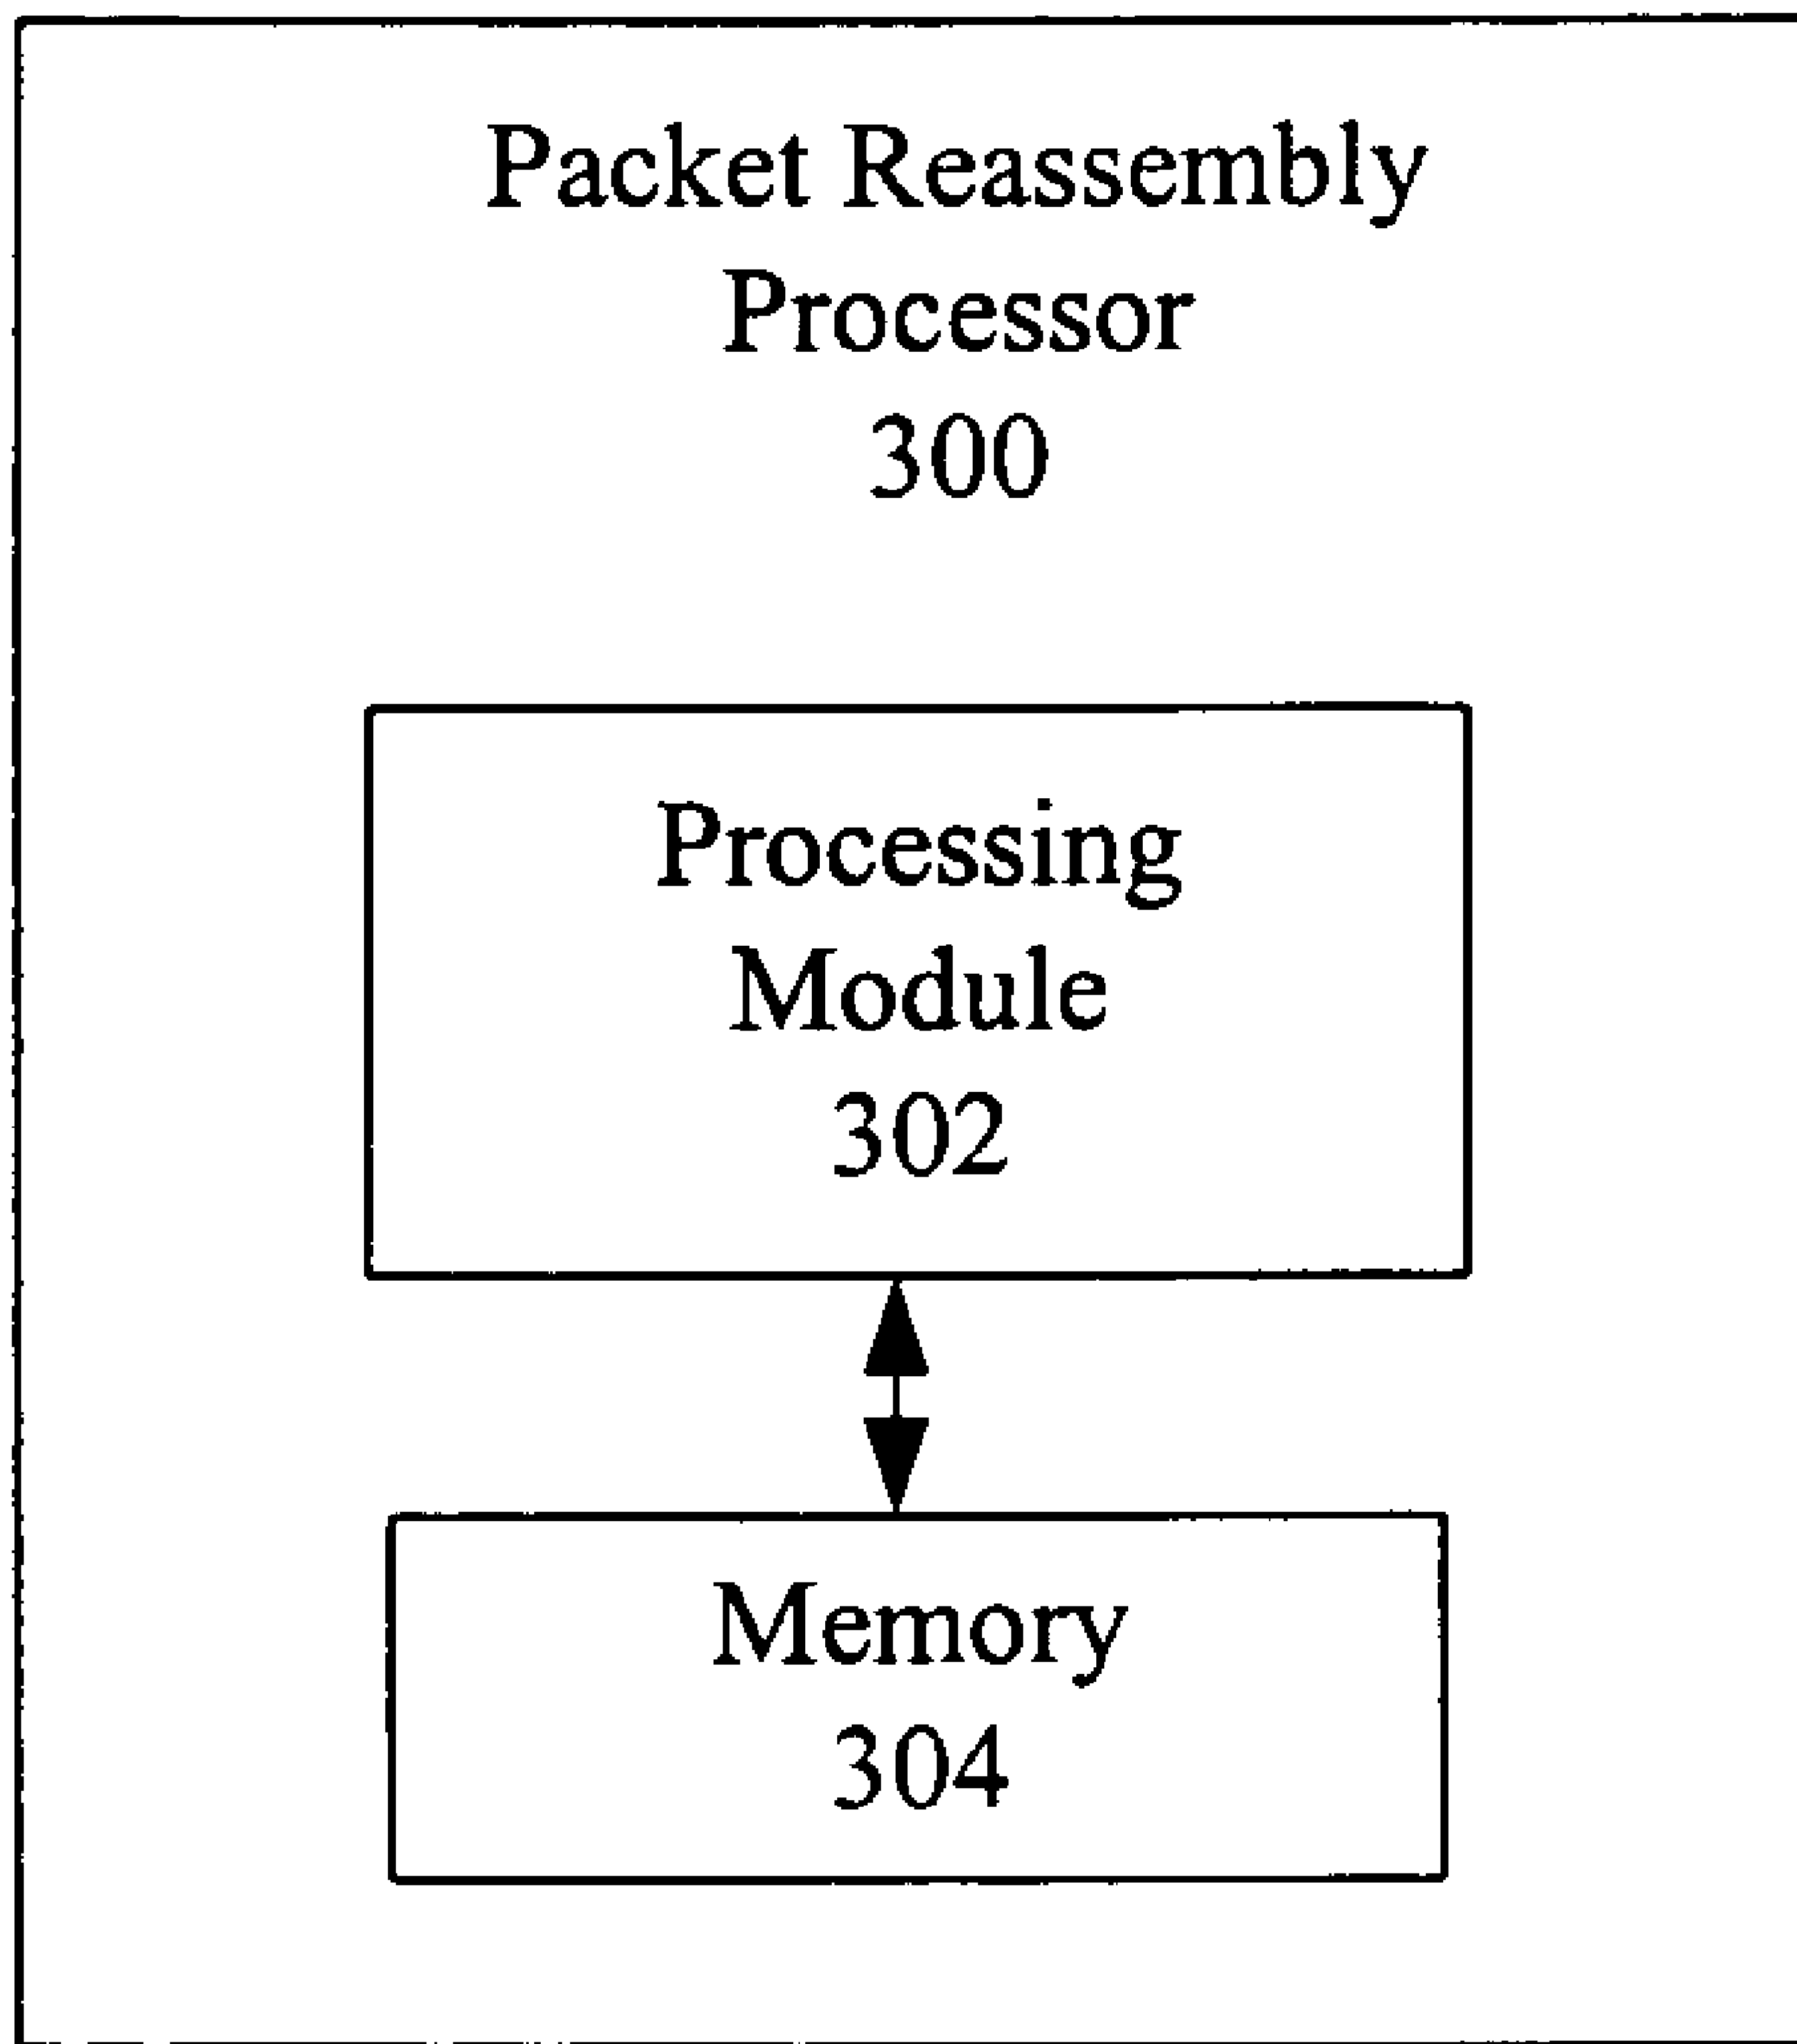 Packet Reassembly
Processor
300
Processing
Module
302
Memory
304